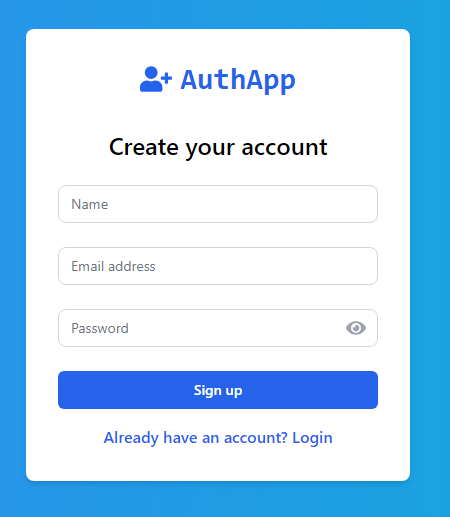 AuthApp
Create your account
Name
Email address
Password
Sign up
Already have an account? Login